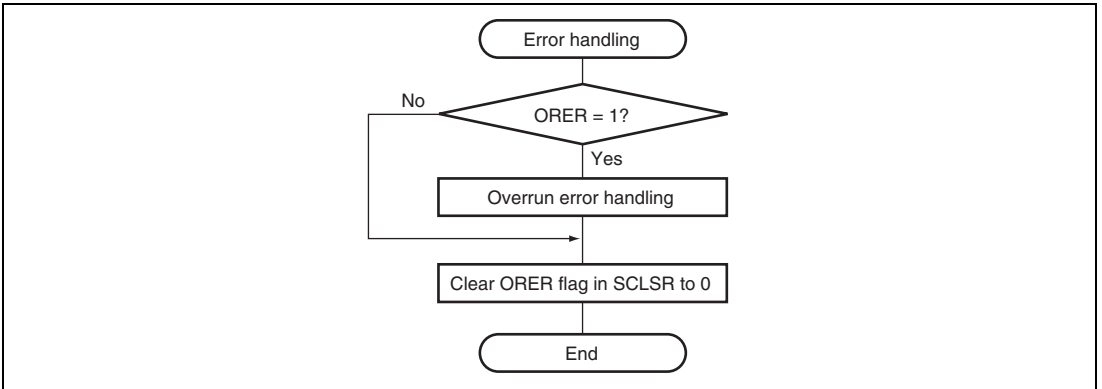 Error handling
No
ORER = 1?
Yes
Overrun error handling
Clear ORER flag in SCLSR to 0
End